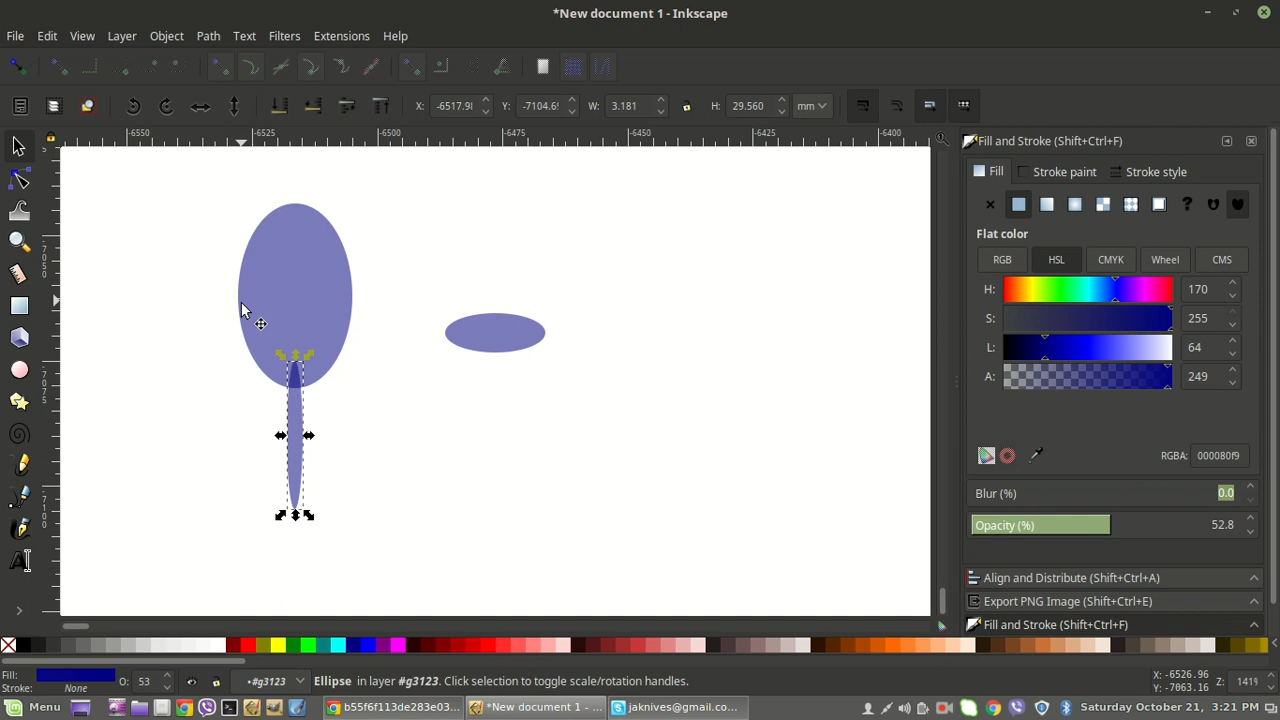 *New document 1 - Inkscape
File Edit View Layer Object Path Text Filters Extensions Help
X: -6517.98 Y: -7104.69 W: 3.181 H: 29.560 mm
-6550 -6525 -6500 -6475 -6450 -6425 -6400
Fill and Stroke (Shift+Ctrl+F)
Fill Stroke paint Stroke style
?
Flat color
RGB HSL CMYK Wheel CMS
H: 170
S: 255
L: 64
A: 249
RGBA: 000080f9
Blur (%) 0.0
Opacity (%) 52.8
Align and Distribute (Shift+Ctrl+A)
Export PNG Image (Shift+Ctrl+E)
Fill and Stroke (Shift+Ctrl+F)
Fill: Stroke: None O: 53 •#g3123 Ellipse in layer #g3123. Click selection to toggle scale/rotation handles. X: -6526.96 Y: -7063.16 Z: 141%
Menu b55f6f113de283e03... *New document 1 - ... jaknives@gmail.co... Saturday October 21, 3:21 PM